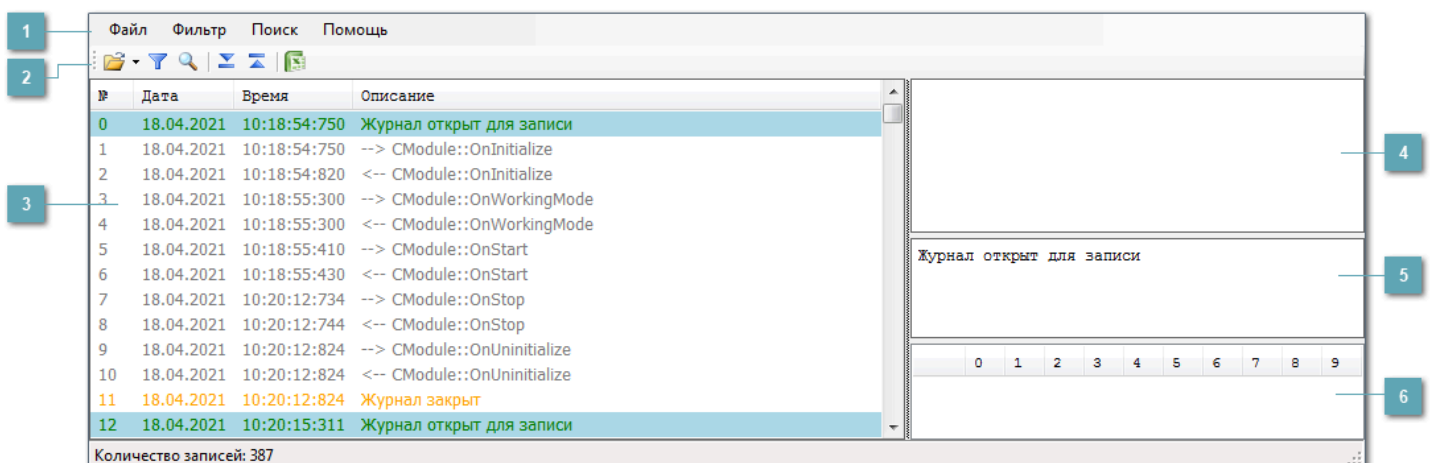 1
Файл Фильтр Поиск Помощь
2
№ Дата Время Описание
0 18.04.2021 10:18:54:750 Журнал открыт для записи
1 18.04.2021 10:18:54:750 --> CModule::OnInitialize
2 18.04.2021 10:18:54:820 <-- CModule::OnInitialize
3 18.04.2021 10:18:55:300 --> CModule::OnWorkingMode
4 18.04.2021 10:18:55:300 <-- CModule::OnWorkingMode
5 18.04.2021 10:18:55:410 --> CModule::OnStart
6 18.04.2021 10:18:55:430 <-- CModule::OnStart
7 18.04.2021 10:20:12:734 --> CModule::OnStop
8 18.04.2021 10:20:12:744 <-- CModule::OnStop
9 18.04.2021 10:20:12:824 --> CModule::OnUninitialize
10 18.04.2021 10:20:12:824 <-- CModule::OnUninitialize
11 18.04.2021 10:20:12:824 Журнал закрыт
12 18.04.2021 10:20:15:311 Журнал открыт для записи
3
4
Журнал открыт для записи
5
0 1 2 3 4 5 6 7 8 9
6
Количество записей: 387